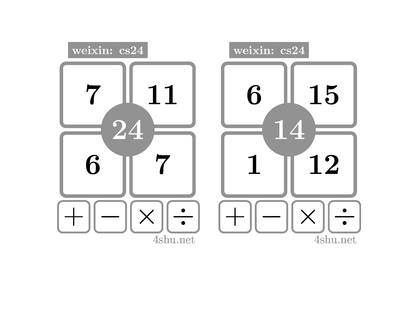 weixin: cs24
7 11
24
6 7
+ − × ÷
4shu.net
weixin: cs24
6 15
14
1 12
+ − × ÷
4shu.net